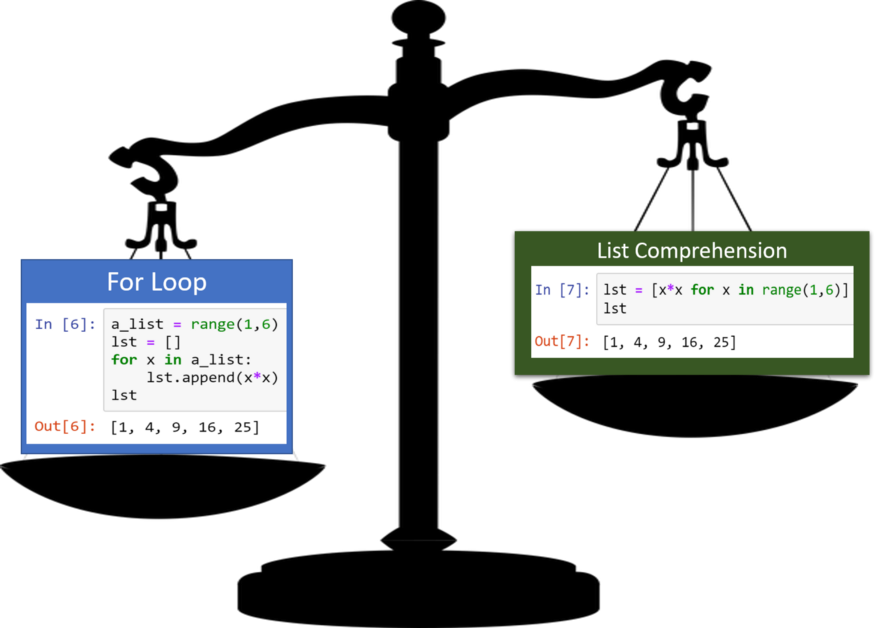 For Loop
In [6]: a_list = range(1,6)
lst = []
for x in a_list:
    lst.append(x*x)
lst
Out[6]: [1, 4, 9, 16, 25]
List Comprehension
In [7]: lst = [x*x for x in range(1,6)]
lst
Out[7]: [1, 4, 9, 16, 25]